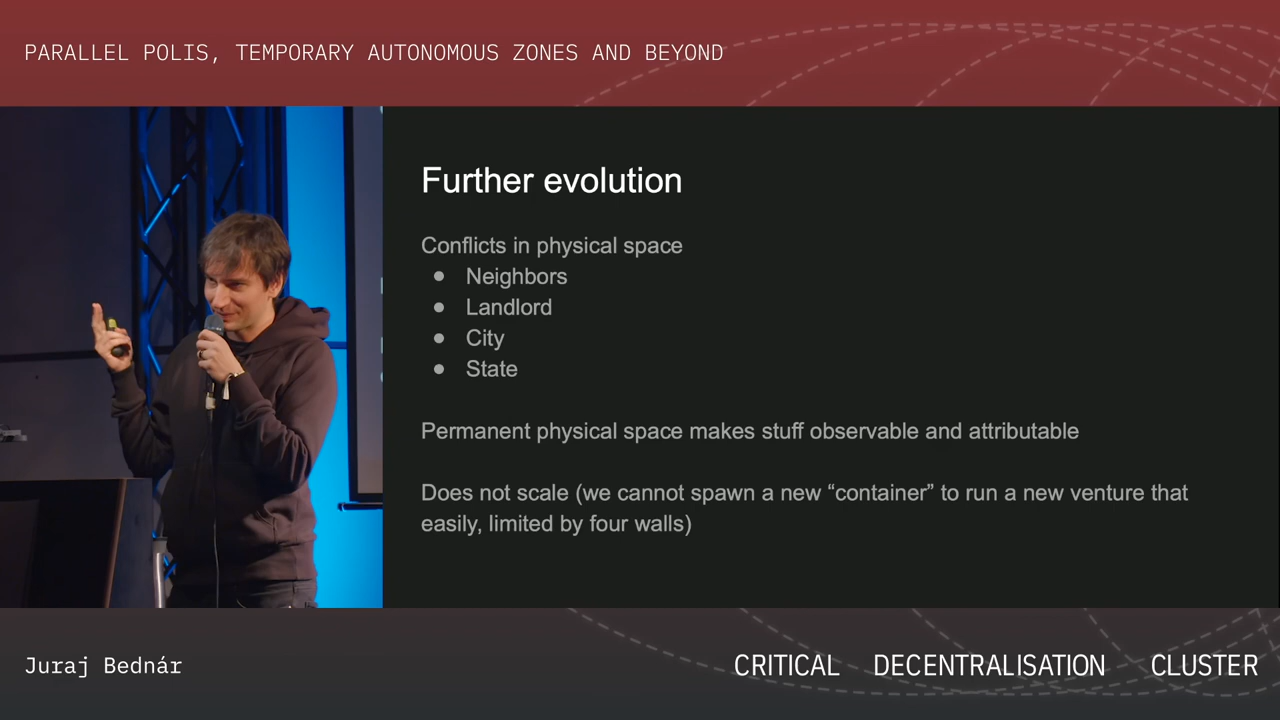 PARALLEL POLIS, TEMPORARY AUTONOMOUS ZONES AND BEYOND
Further evolution
Conflicts in physical space
● Neighbors
● Landlord
● City
● State
Permanent physical space makes stuff observable and attributable
Does not scale (we cannot spawn a new “container” to run a new venture that
easily, limited by four walls)
Juraj Bednár
CRITICAL DECENTRALISATION CLUSTER